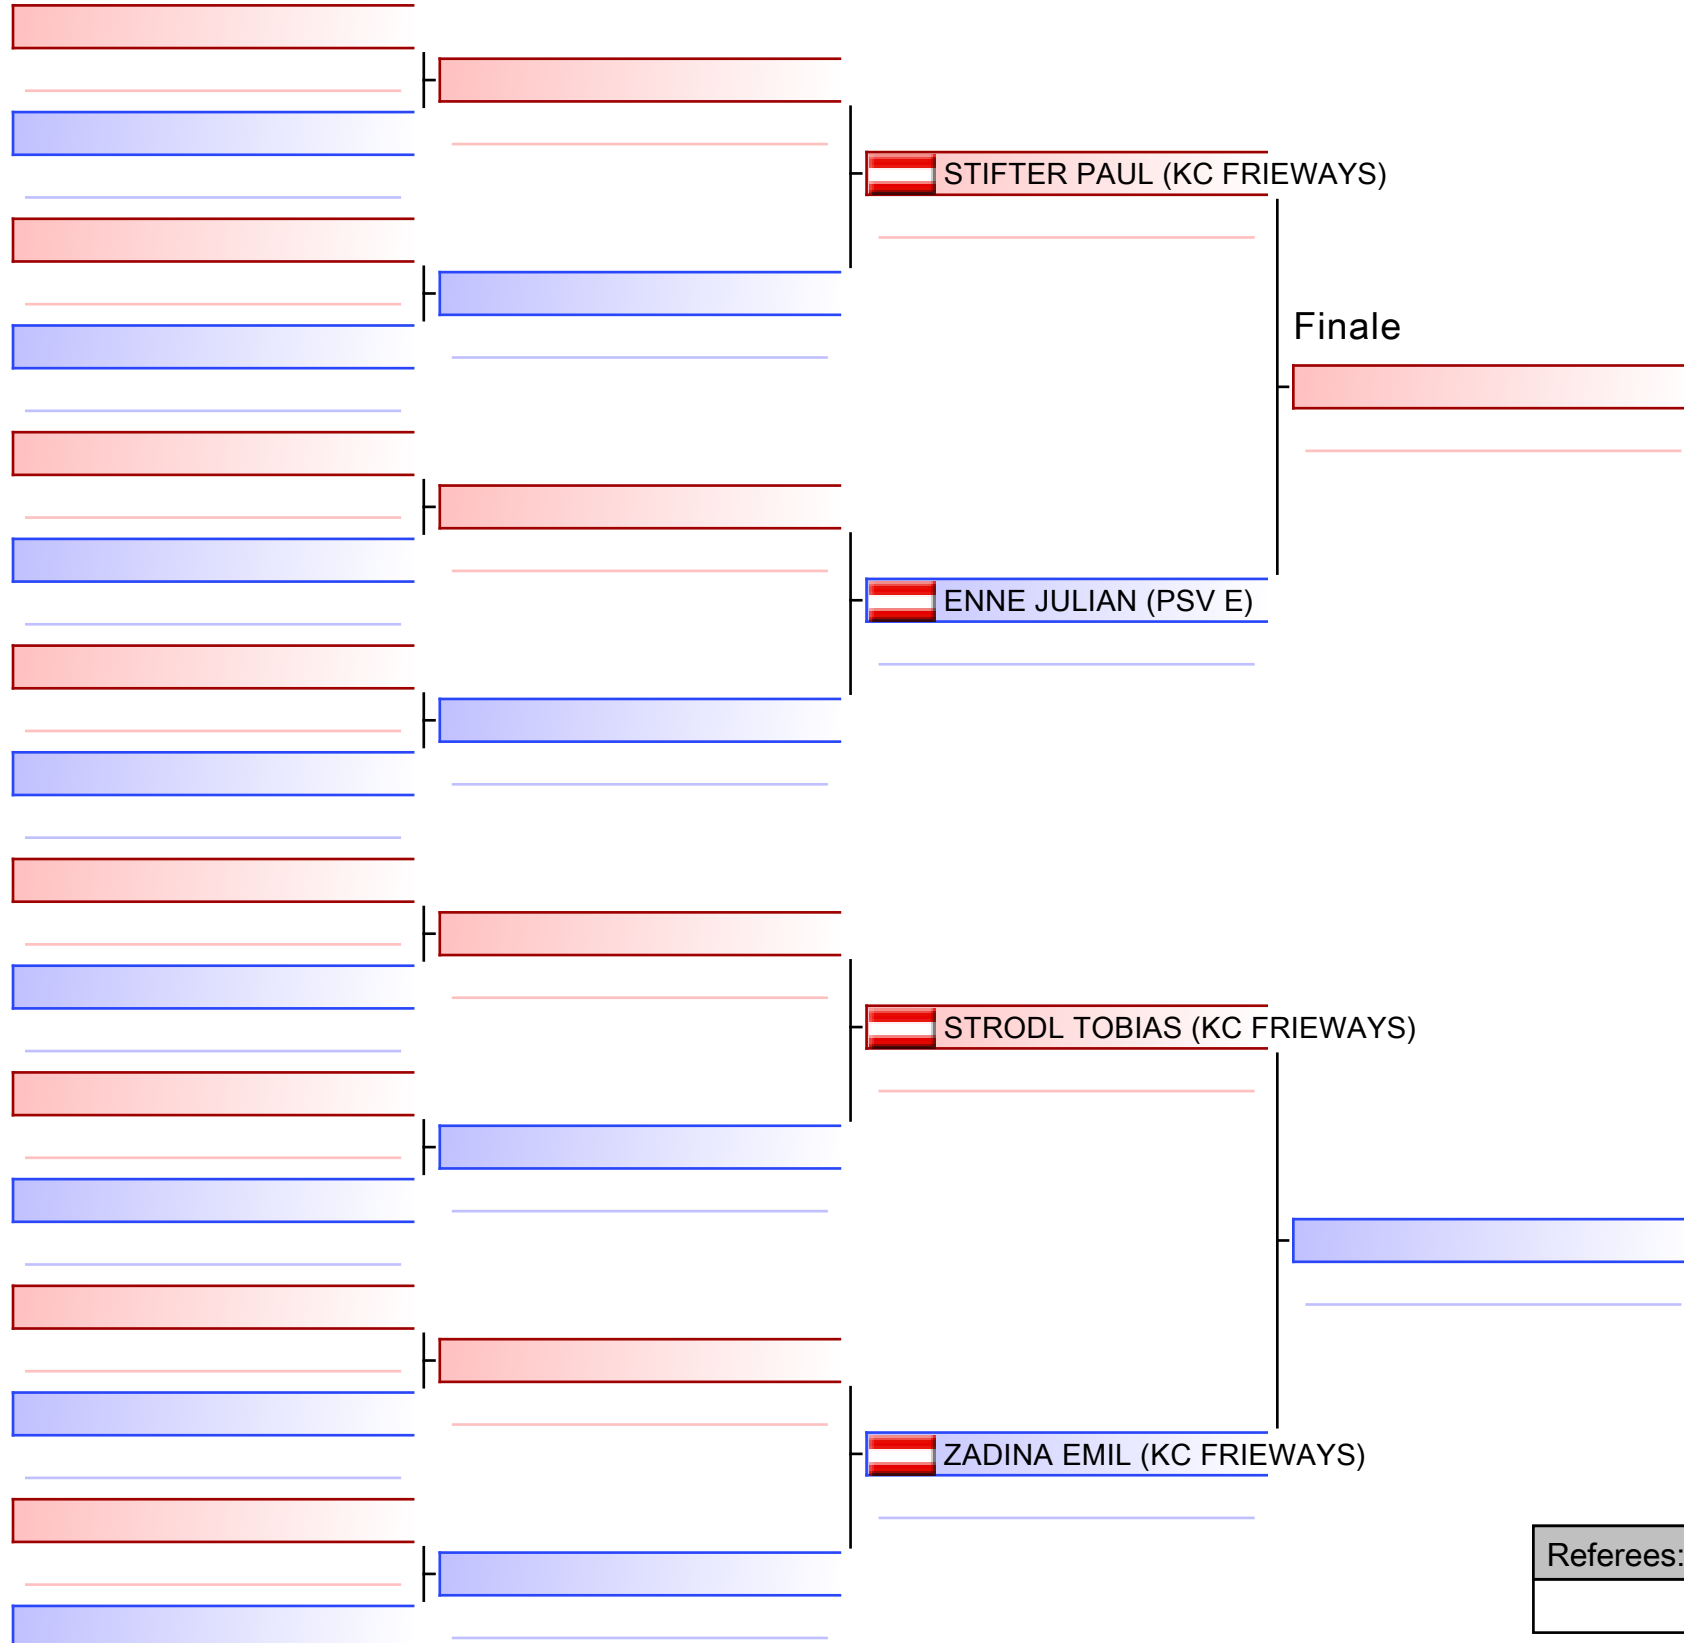 STIFTER PAUL (KC FRIEWAYS)
Finale
ENNE JULIAN (PSV E)
STRODL TOBIAS (KC FRIEWAYS)
ZADINA EMIL (KC FRIEWAYS)
Referees: